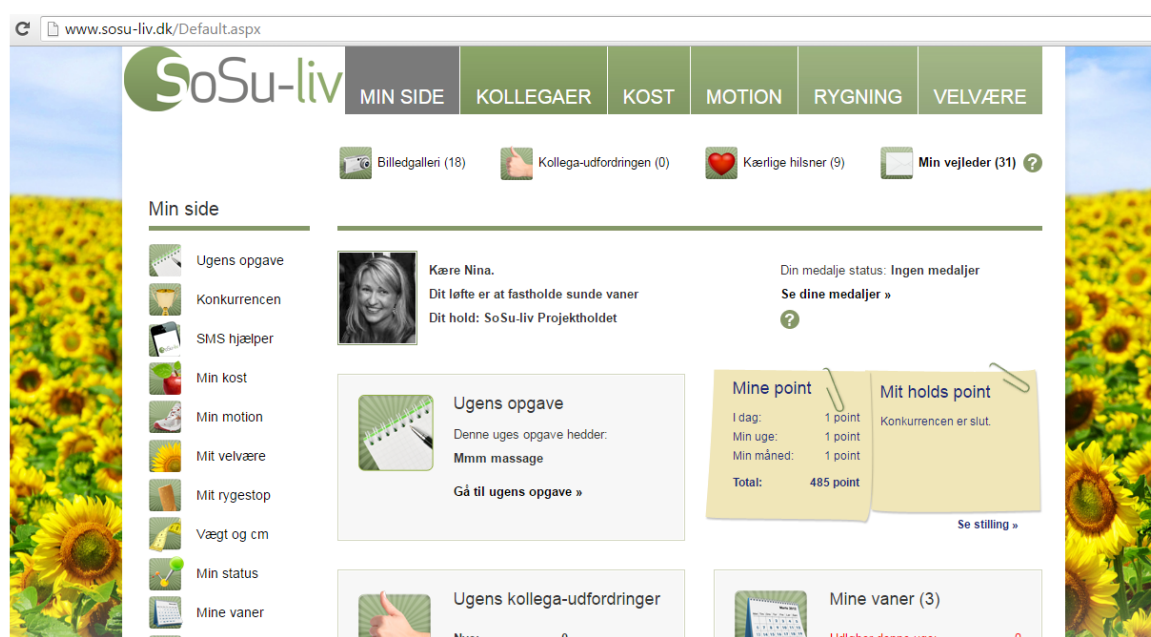 www.sosu-liv.dk/Default.aspx
SoSu-liv
MIN SIDE KOLLEGAER KOST MOTION RYGNING VELVÆRE
Billedgalleri (18) Kollega-udfordringen (0) Kærlige hilsner (9) Min vejleder (31) ?
Min side
Ugens opgave
Konkurrencen
SMS hjælper
Min kost
Min motion
Mit velvære
Mit rygestop
Vægt og cm
Min status
Mine vaner
Kære Nina.
Dit løfte er at fastholde sunde vaner
Dit hold: SoSu-liv Projektholdet
Din medalje status: Ingen medaljer
Se dine medaljer »
?
Ugens opgave
Denne uges opgave hedder:
Mmm massage
Gå til ugens opgave »
Mine point
I dag: 1 point
Min uge: 1 point
Min måned: 1 point
Total: 485 point
Mit holds point
Konkurrencen er slut.
Se stilling »
Ugens kollega-udfordringer
Mine vaner (3)